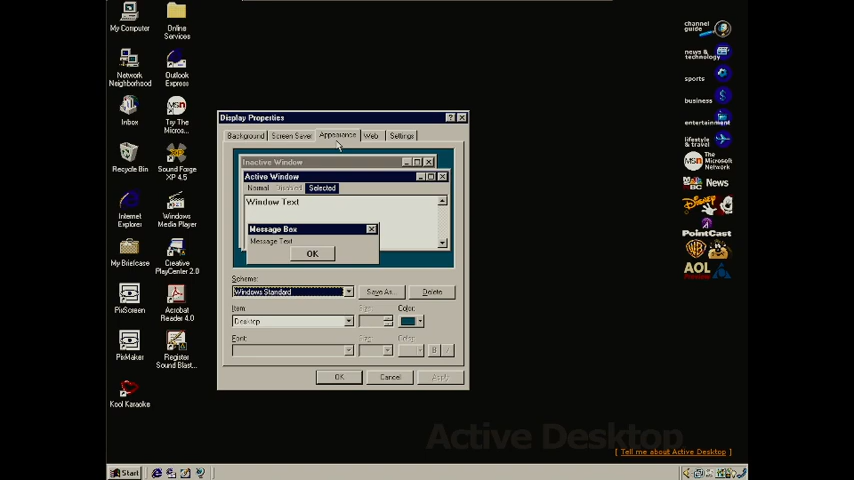 My Computer
Online
Services
Network
Neighborhood
Outlook
Express
Inbox
Try The
Micros...
Recycle Bin
Sound Forge
XP 4.5
Internet
Explorer
Windows
Media Player
My Briefcase
Creative
PlayCenter 2.0
PixScreen
Acrobat
Reader 4.0
PixMaker
Register
Sound Blast...
Kool Karaoke
Display Properties
Background
Screen Saver
Appearance
Web
Settings
Inactive Window
Active Window
Normal
Disabled
Selected
Window Text
Message Box
Message Text
OK
Scheme:
Windows Standard
Save As...
Delete
Item
Size:
Color:
Desktop
Font:
Size
Color:
B
I
OK
Cancel
Apply
channel
guide
news &
technology
sports
business
entertainment
lifestyle
& travel
msn
The Microsoft
Network
NBC
News
Disney
PointCast
WB
AOL
Active Desktop
[ Tell me about Active Desktop ]
Start